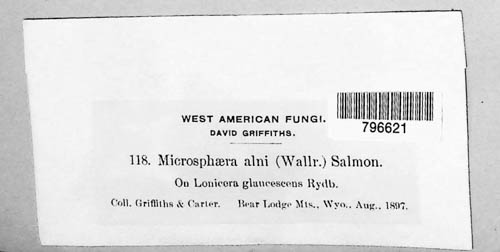 WEST AMERICAN FUNGI.
DAVID GRIFFITHS.
796621
118. Microsphæra alni (Wallr.) Salmon.
On Lonicera glaucescens Rydb.
Coll. Griffiths & Carter. Bear Lodge Mts., Wyo., Aug., 1897.